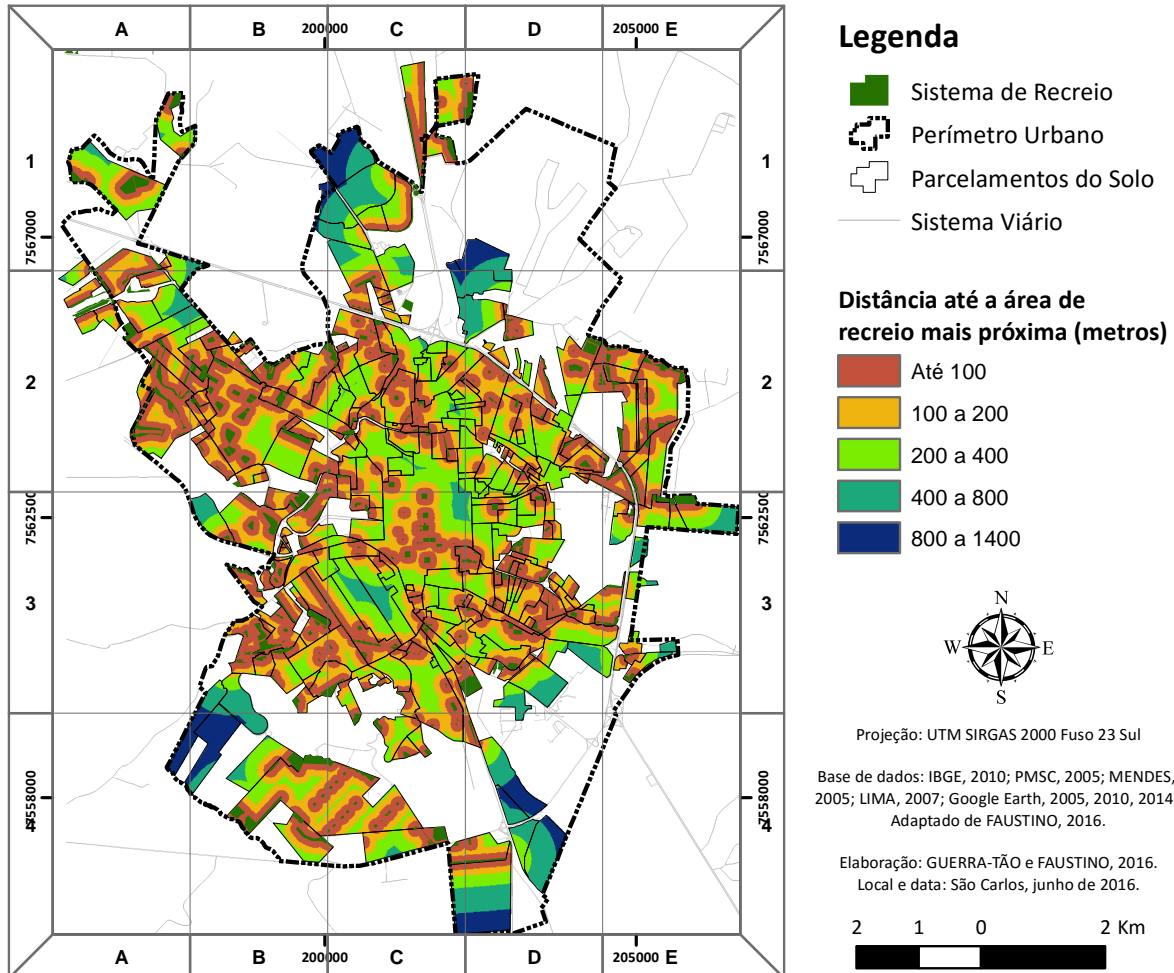 A B 200000 C D 205000 E
1 1
7567000 7567000
2 2
7562500 7562500
3 3
7558000 7558000
4 4
A B 200000 C D 205000 E
Legenda
Sistema de Recreio
Perímetro Urbano
Parcelamentos do Solo
Sistema Viário
Distância até a área de
recreio mais próxima (metros)
Até 100
100 a 200
200 a 400
400 a 800
800 a 1400
N
W E
S
Projeção: UTM SIRGAS 2000 Fuso 23 Sul
Base de dados: IBGE, 2010; PMSC, 2005; MENDES,
2005; LIMA, 2007; Google Earth, 2005, 2010, 2014
Adaptado de FAUSTINO, 2016.
Elaboração: GUERRA-TÃO e FAUSTINO, 2016.
Local e data: São Carlos, junho de 2016.
2 1 0 2 Km